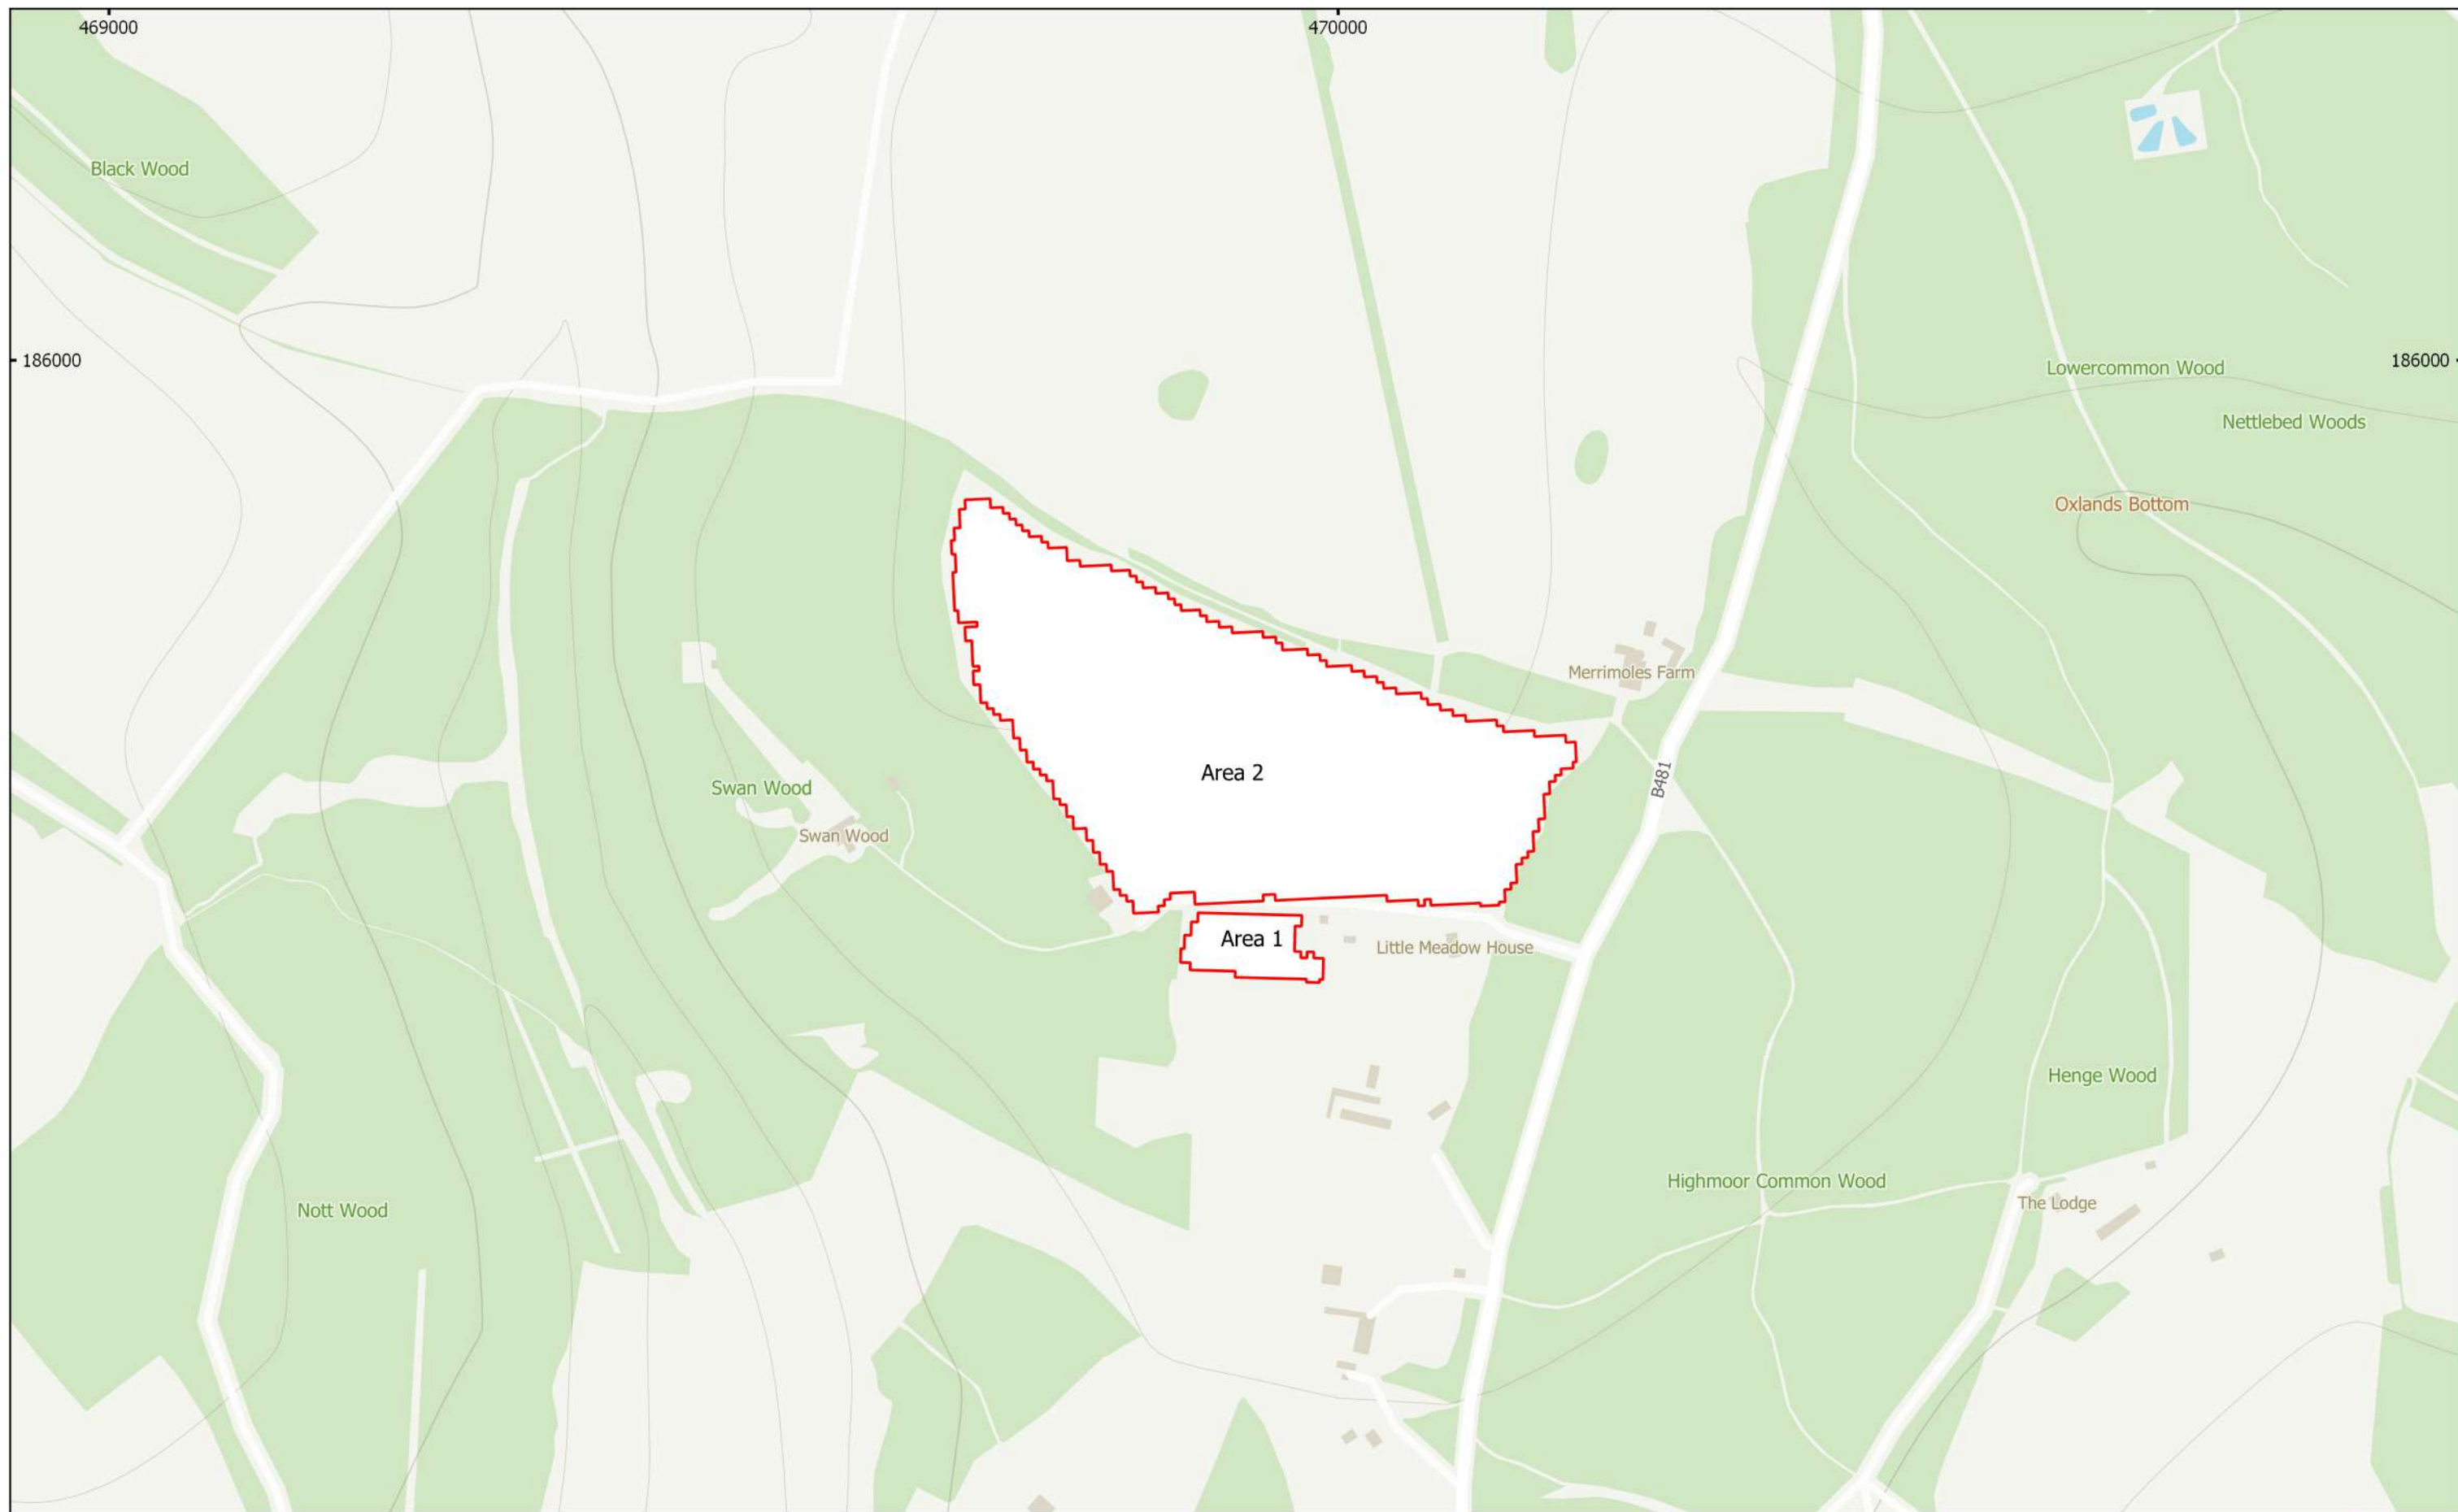 469000
470000
Black Wood
186000
186000
Lowercommon Wood
Nettlebed Woods
Oxlands Bottom
Merrimoles Farm
Area 2
B481
Swan Wood
Swan Wood
Area 1
Little Meadow House
Henge Wood
Highmoor Common Wood
The Lodge
Nott Wood